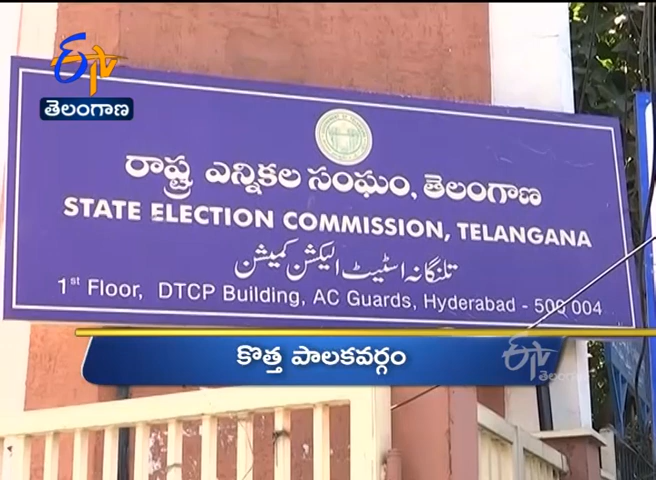 ETV
తెలంగాణ
రాష్ట్ర ఎన్నికల సంఘం, తెలంగాణ
STATE ELECTION COMMISSION, TELANGANA
تلنگانہ اسٹیٹ الیکشن کمیشن
1st Floor, DTCP Building, AC Guards, Hyderabad - 500 004
కొత్త పాలకవర్గం
ETV
తెలంగాణ